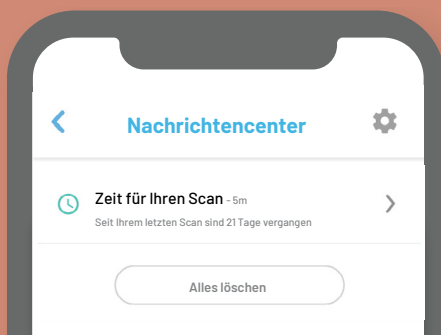 Nachrichtencenter
Zeit für Ihren Scan - 5m
Seit Ihrem letzten Scan sind 21 Tage vergangen
Alles löschen